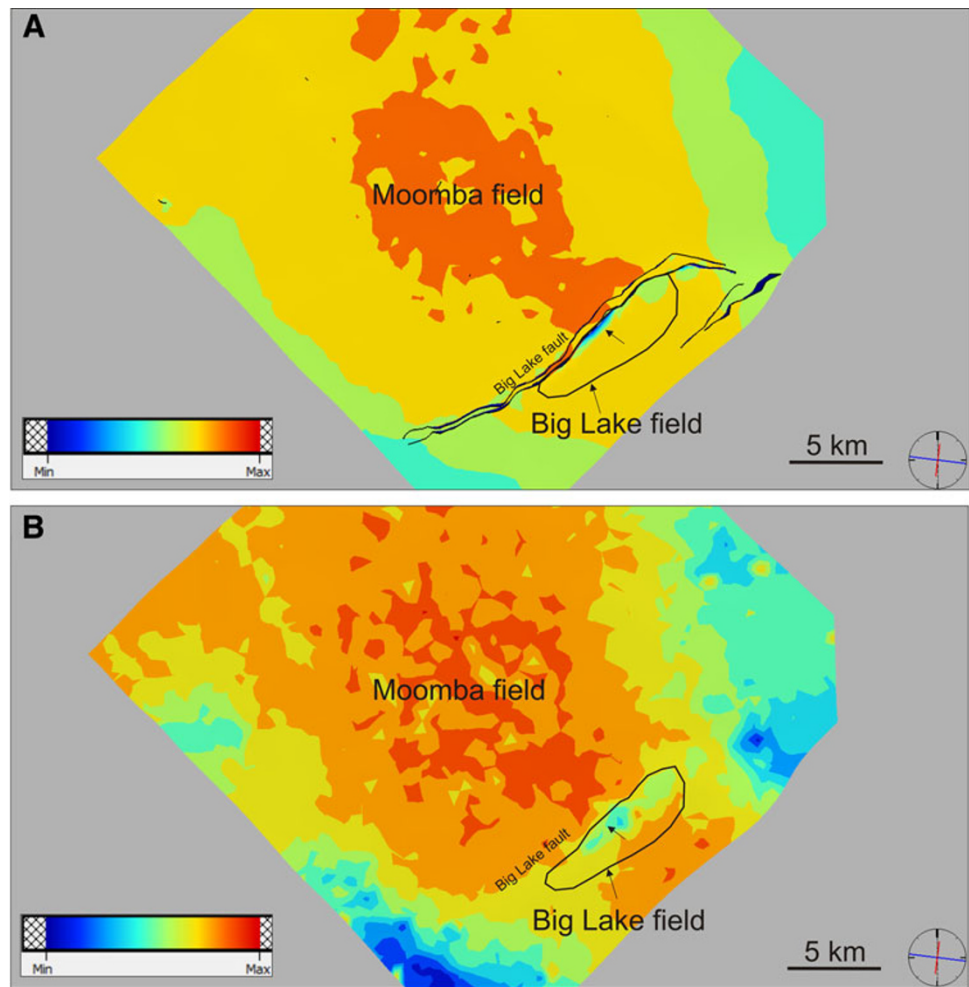 A
Moomba field
Big Lake fault
Big Lake field
5 km
Min
Max
B
Moomba field
Big Lake fault
Big Lake field
5 km
Min
Max